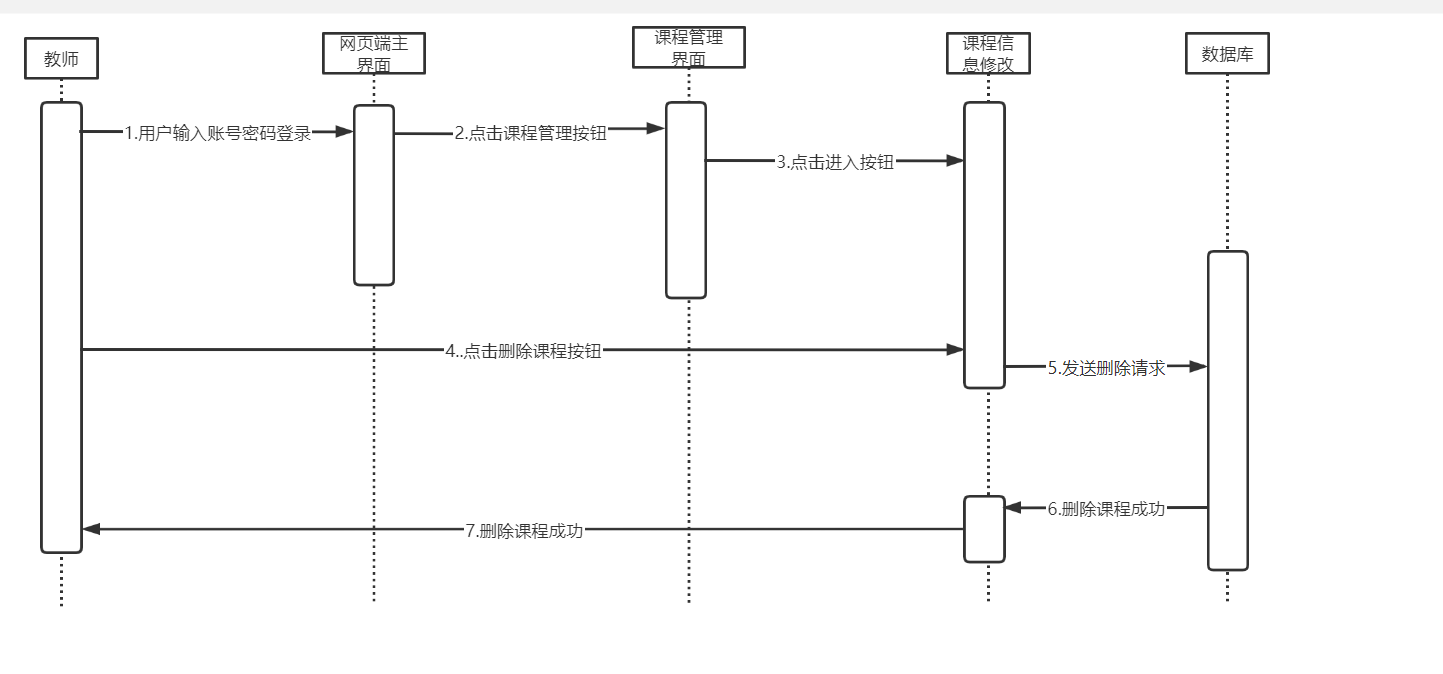 教师
网页端主
界面
课程管理
界面
课程信
息修改
数据库
1.用户输入账号密码登录
2.点击课程管理按钮
3.点击进入按钮
4..点击删除课程按钮
5.发送删除请求
6.删除课程成功
7.删除课程成功